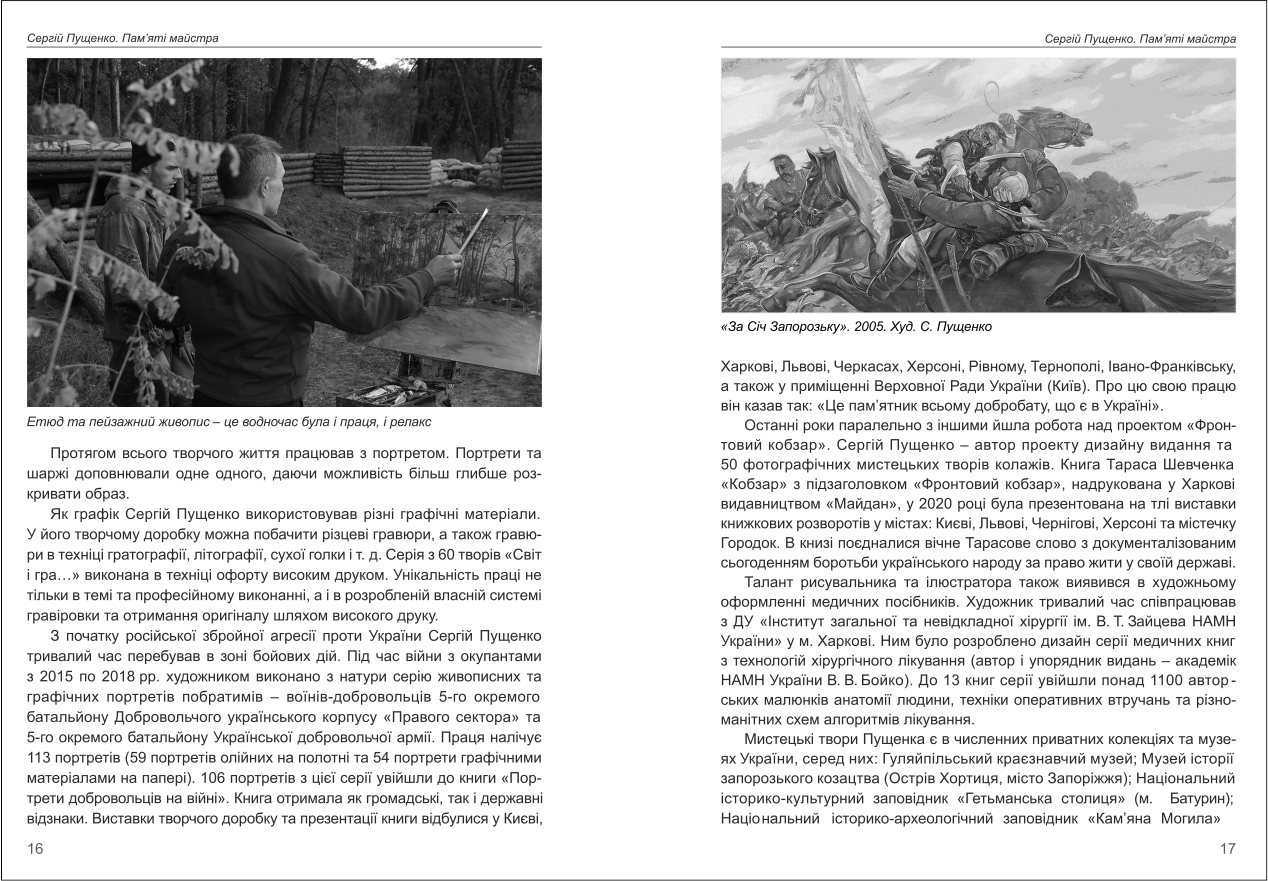 Сергій Пущенко. Пам’яті майстра
Етюд та пейзажний живопис – це водночас була і праця, і релакс
Протягом всього творчого життя працював з портретом. Портрети та
шаржі доповнювали одне одного, даючи можливість більш глибше роз-
кривати образ.
Як графік Сергій Пущенко використовував різні графічні матеріали.
У його творчому доробку можна побачити різцеві гравюри, а також гравю-
ри в техніці гратографії, літографії, сухої голки і т. д. Серія з 60 творів «Світ
і гра…» виконана в техніці офорту високим друком. Унікальність праці не
тільки в темі та професійному виконанні, а і в розробленій власній системі
гравіровки та отримання оригіналу шляхом високого друку.
З початку російської збройної агресії проти України Сергій Пущенко
тривалий час перебував в зоні бойових дій. Під час війни з окупантами
з 2015 по 2018 рр. художником виконано з натури серію живописних та
графічних портретів побратимів – воїнів-добровольців 5-го окремого
батальйону Добровольчого українського корпусу «Правого сектора» та
5-го окремого батальйону Української добровольчої армії. Праця налічує
113 портретів (59 портретів олійних на полотні та 54 портрети графічними
матеріалами на папері). 106 портретів з цієї серії увійшли до книги «Пор-
трети добровольців на війні». Книга отримала як громадські, так і державні
відзнаки. Виставки творчого доробку та презентації книги відбулися у Києві,
16
Сергій Пущенко. Пам’яті майстра
«За Січ Запорозьку». 2005. Худ. С. Пущенко
Харкові, Львові, Черкасах, Херсоні, Рівному, Тернополі, Івано-Франківську,
а також у приміщенні Верховної Ради України (Київ). Про цю свою працю
він казав так: «Це пам’ятник всьому добробату, що є в Україні».
Останні роки паралельно з іншими йшла робота над проектом «Фрон-
товий кобзар». Сергій Пущенко – автор проекту дизайну видання та
50 фотографічних мистецьких творів колажів. Книга Тараса Шевченка
«Кобзар» з підзаголовком «Фронтовий кобзар», надрукована у Харкові
видавництвом «Майдан», у 2020 році була презентована на тлі виставки
книжкових розворотів у містах: Києві, Львові, Чернігові, Херсоні та містечку
Городок. В книзі поєдналися вічне Тарасове слово з документалізованим
сьогоденням боротьби українського народу за право жити у своїй державі.
Талант рисувальника та ілюстратора також виявився в художньому
оформленні медичних посібників. Художник тривалий час співпрацював
з ДУ «Інститут загальної та невідкладної хірургії ім. В. Т. Зайцева НАМН
України» у м. Харкові. Ним було розроблено дизайн серії медичних книг
з технологій хірургічного лікування (автор і упорядник видань – академік
НАМН України В. В. Бойко). До 13 книг серії увійшли понад 1100 автор-
ських малюнків анатомії людини, техніки оперативних втручань та різно-
манітних схем алгоритмів лікування.
Мистецькі твори Пущенка є в численних приватних колекціях та музе-
ях України, серед них: Гуляйпільський краєзнавчий музей; Музей історії
запорозького козацтва (Острів Хортиця, місто Запоріжжя); Національний
історико-культурний заповідник «Гетьманська столиця» (м. Батурин);
Національний історико-археологічний заповідник «Кам’яна Могила»
17